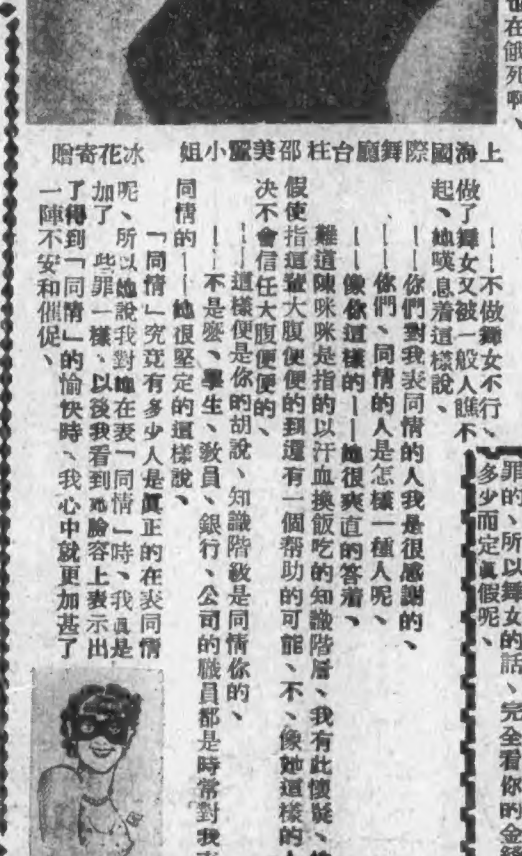 在餓死啊、
罪的、所以舞女的話、完全看你的金錢
多少而定眞假呢、
上海國際舞廳台柱邵美靈小姐
冰花寄贈
——不做舞女不行、
做了舞女又被一般人瞧不
起、她嘆息着這樣說、
——你們對我表同情的人我是很感謝的、
——你們、同情的人是怎樣一種人呢、
——像你這樣的——她很爽直的答着、
難道陳咪咪是指的以汗血換飯吃的知識階層、我有此懷疑、
假使指這輩大腹便便的到還有一個帮助的可能、不、像她這樣的人
决不會信任大腹便便的、
——這樣便是你的胡說、知識階級是同情你的、
——不是麼、學生、敎員、銀行、公司的職員都是時常對我表
同情的——她很堅定的這樣說、
「同情」究竟有多少人是眞正的在表同情
呢、所以她說我對她在表「同情」時、我眞是
加了 些罪一樣、以後我看到她臉容上表示出
了得到「同情」的愉快時、我心中就更加甚了
一陣不安和催促、